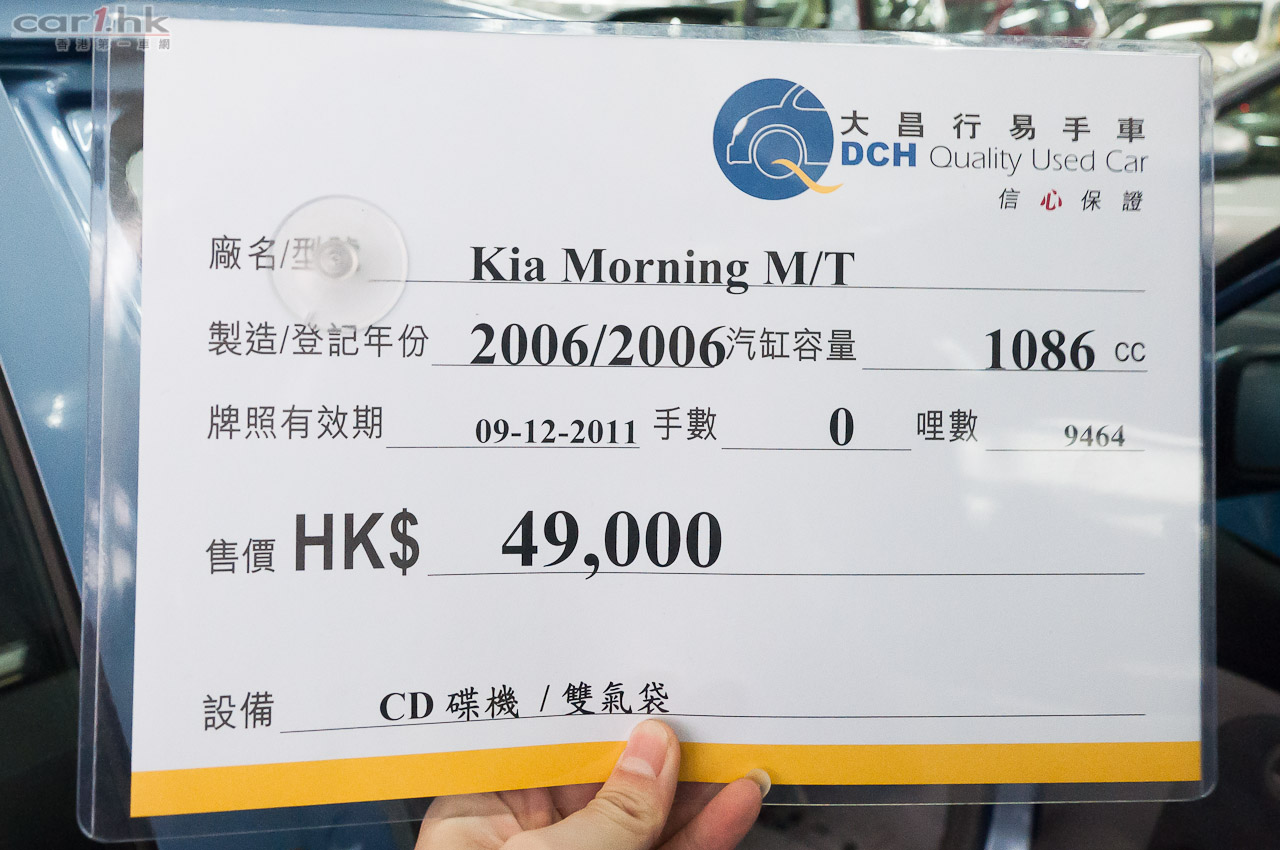 car1.hk
香港第一車網
大昌行易手車
DCH Quality Used Car
信心保證
廠名/型號 Kia Morning M/T
製造/登記年份 2006/2006 汽缸容量 1086 CC
牌照有效期 09-12-2011 手數 0 哩數 9464
售價 HK$ 49,000
設備 CD 碟機 / 雙氣袋